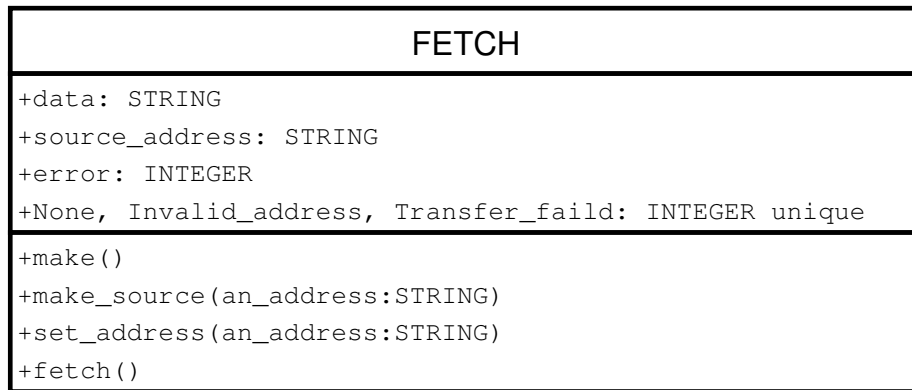 FETCH
+data: STRING
+source_address: STRING
+error: INTEGER
+None, Invalid_address, Transfer_faild: INTEGER unique
+make()
+make_source(an_address:STRING)
+set_address(an_address:STRING)
+fetch()